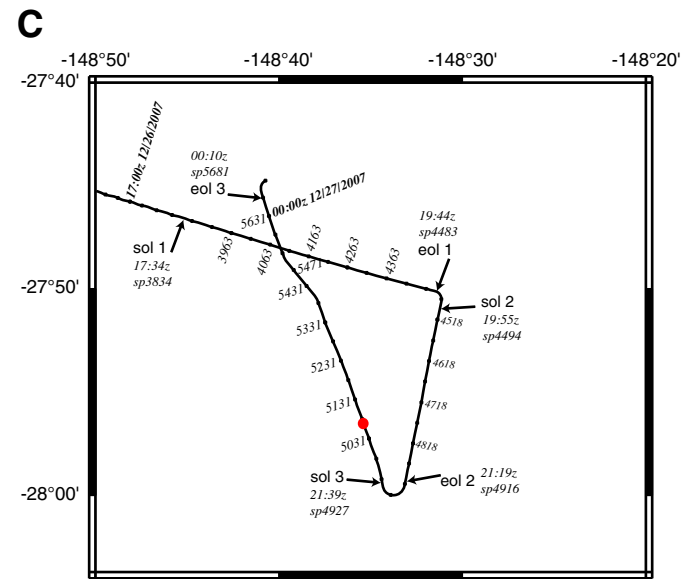 C
-148°50' -148°40' -148°30' -148°20'
-27°40'
17:00z 12/26/2007
00:10z
sp5681
eol 3
00:00z 12/27/2007
5631
19:44z
sp4483
eol 1
sol 1
17:34z
sp3834
3963
4063
4163
4263
4363
5471
5431
-27°50'
sol 2
19:55z
sp4494
4518
5331
4618
5231
4718
5131
4818
5031
sol 3
21:39z
sp4927
eol 2
21:19z
sp4916
-28°00'